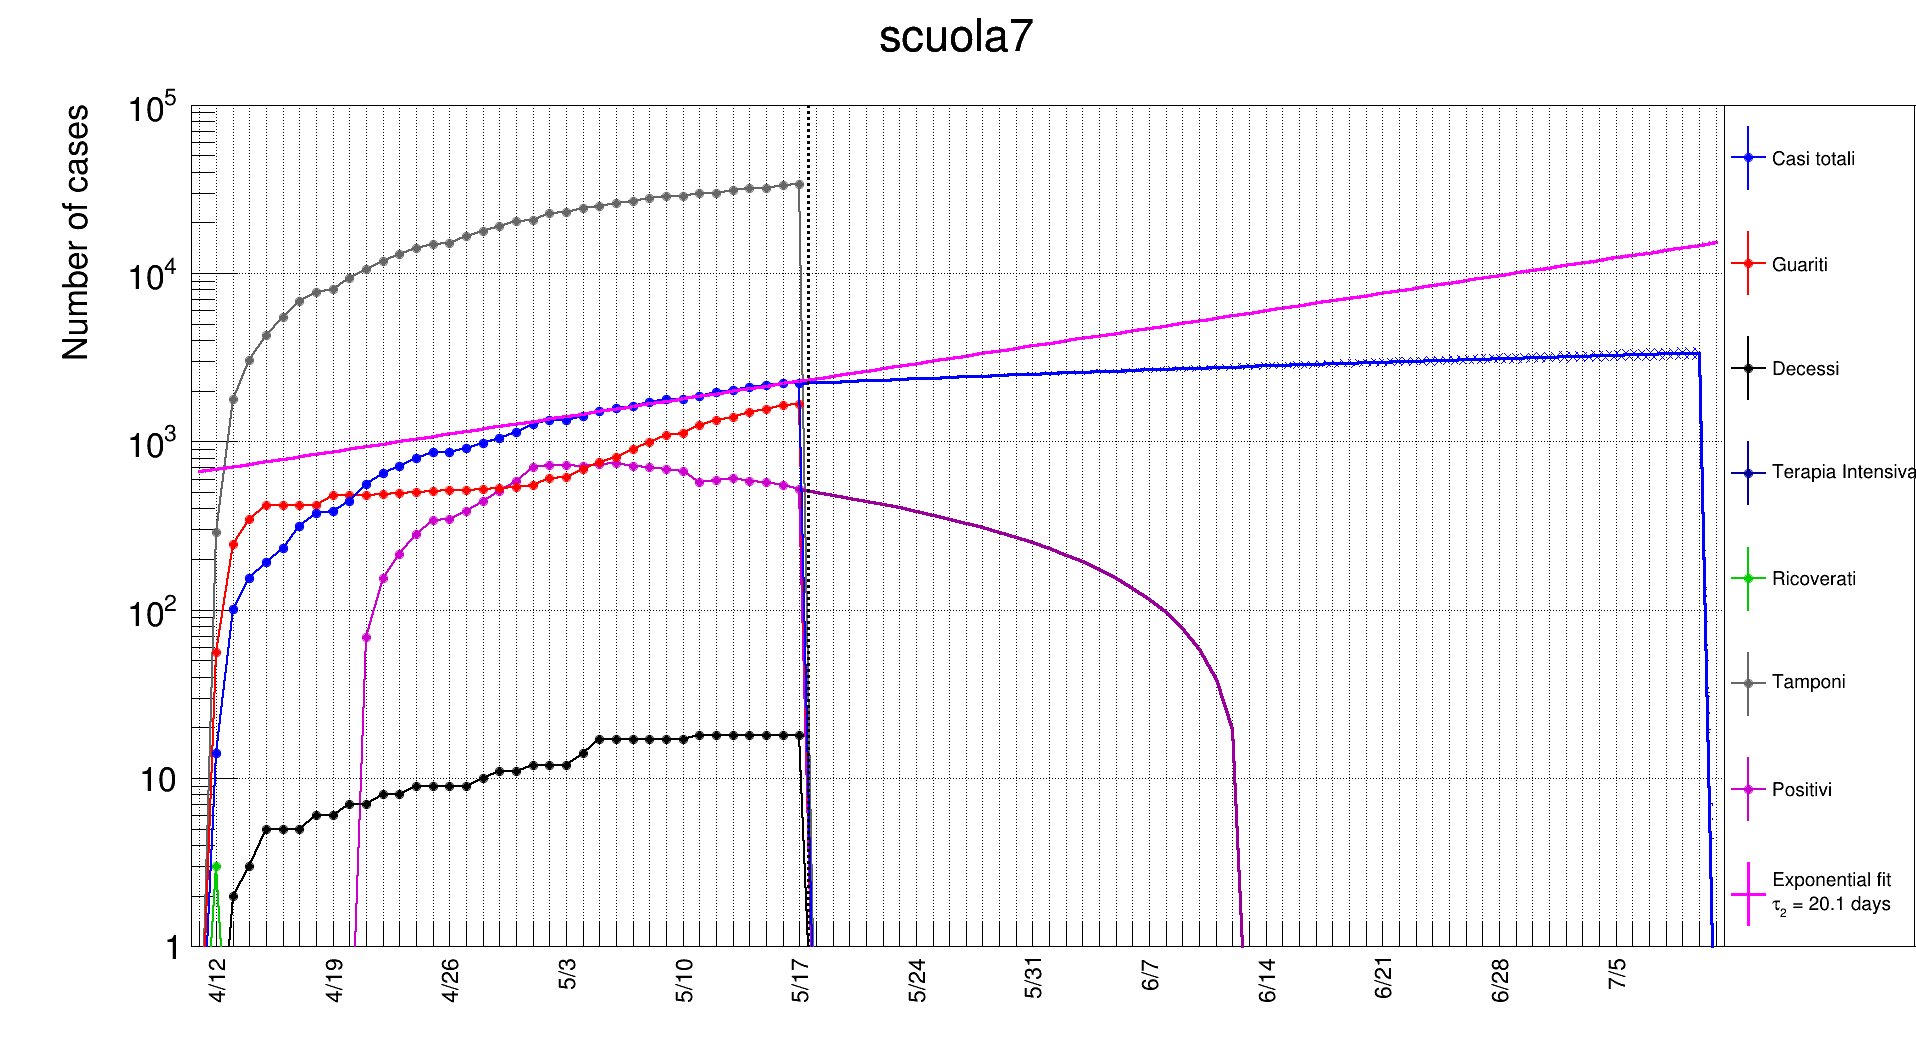 scuola7
Number of cases
10^5
10^4
10^3
10^2
10
1
4/12
4/19
4/26
5/3
5/10
5/17
5/24
5/31
6/7
6/14
6/21
6/28
7/5
Casi totali
Guariti
Decessi
Terapia Intensiva
Ricoverati
Tamponi
Positivi
Exponential fit
τ₂ = 20.1 days